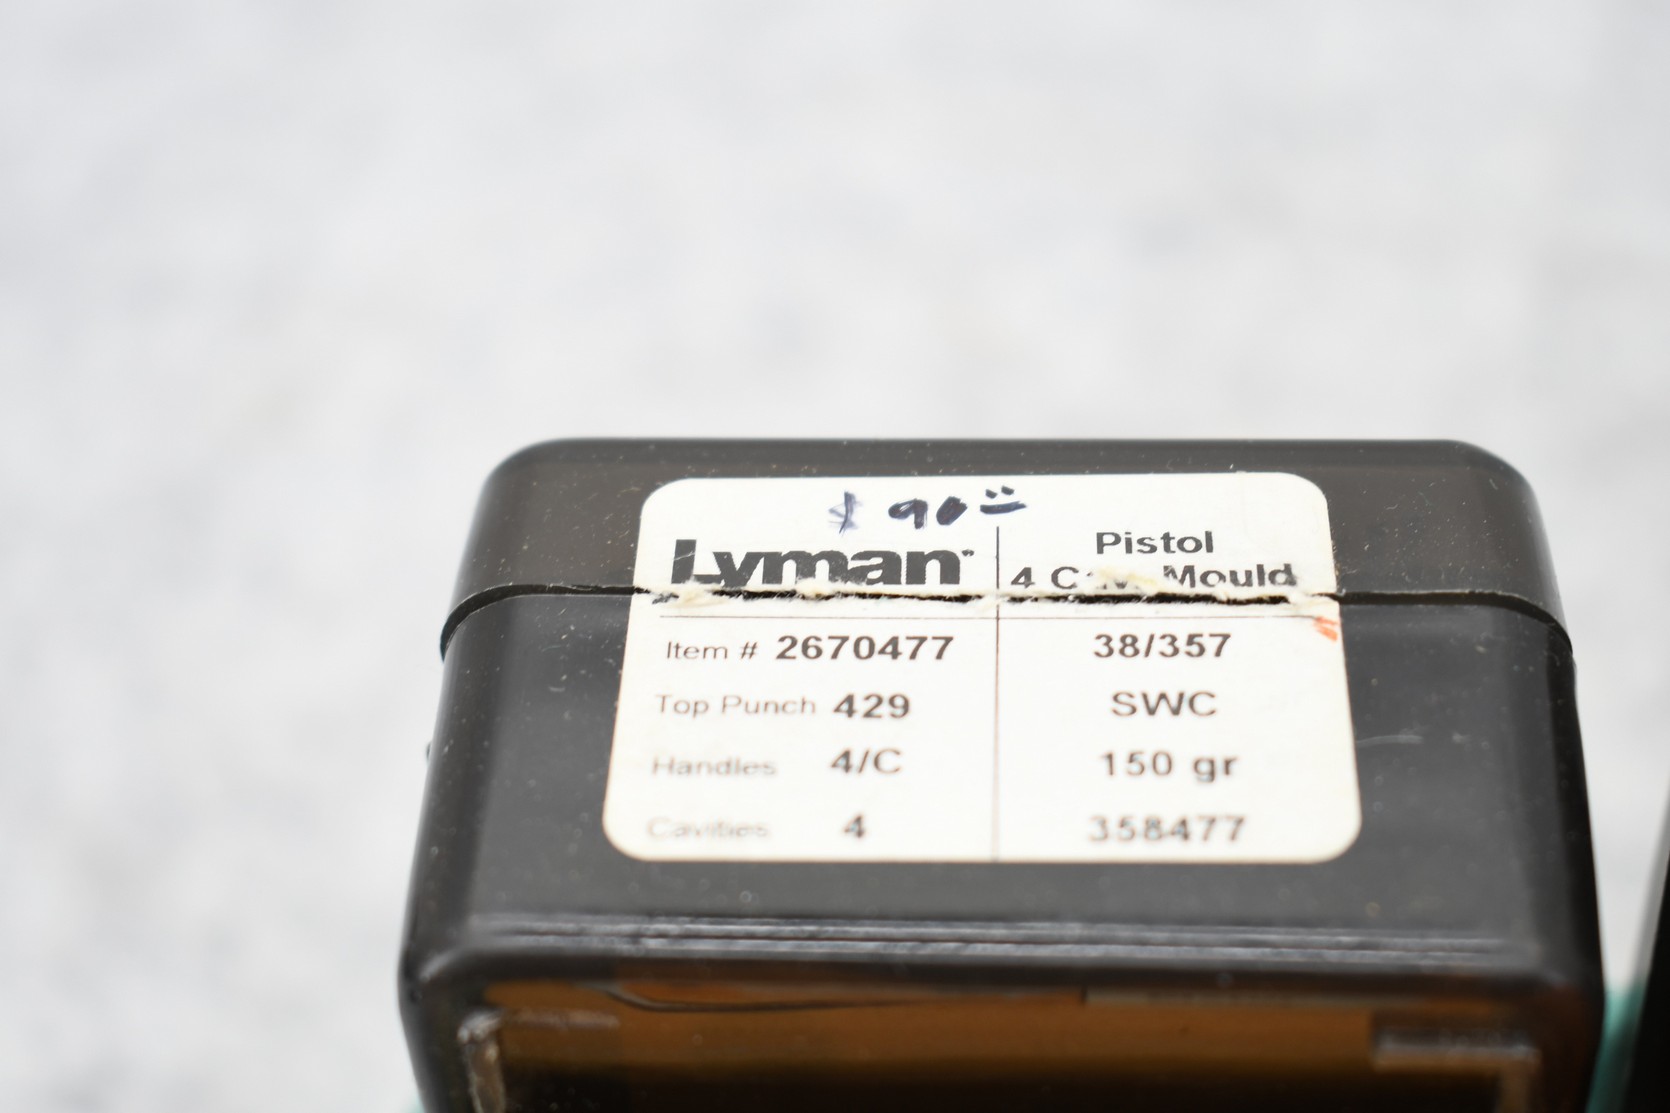 $ 90
Lyman
Pistol
4 Cav. Mould
Item # 2670477
38/357
Top Punch 429
SWC
Handles 4/C
150 gr
Cavities 4
358477